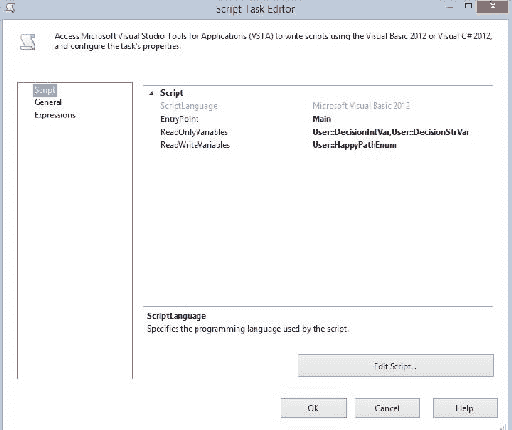 Script Task Editor
Access Microsoft Visual Studio Tools for Applications (VSTA) to write scripts using the Visual Basic 2012 or Visual C# 2012,
and configure the task's properties.
Script
General
Expressions
Script
ScriptLanguage Microsoft Visual Basic 2012
EntryPoint Main
ReadOnlyVariables User::DecisionIntVar,User::DecisionStrVar
ReadWriteVariables User::HappyPathEnum
ScriptLanguage
Specifies the programming language used by the script.
Edit Script...
OK
Cancel
Help